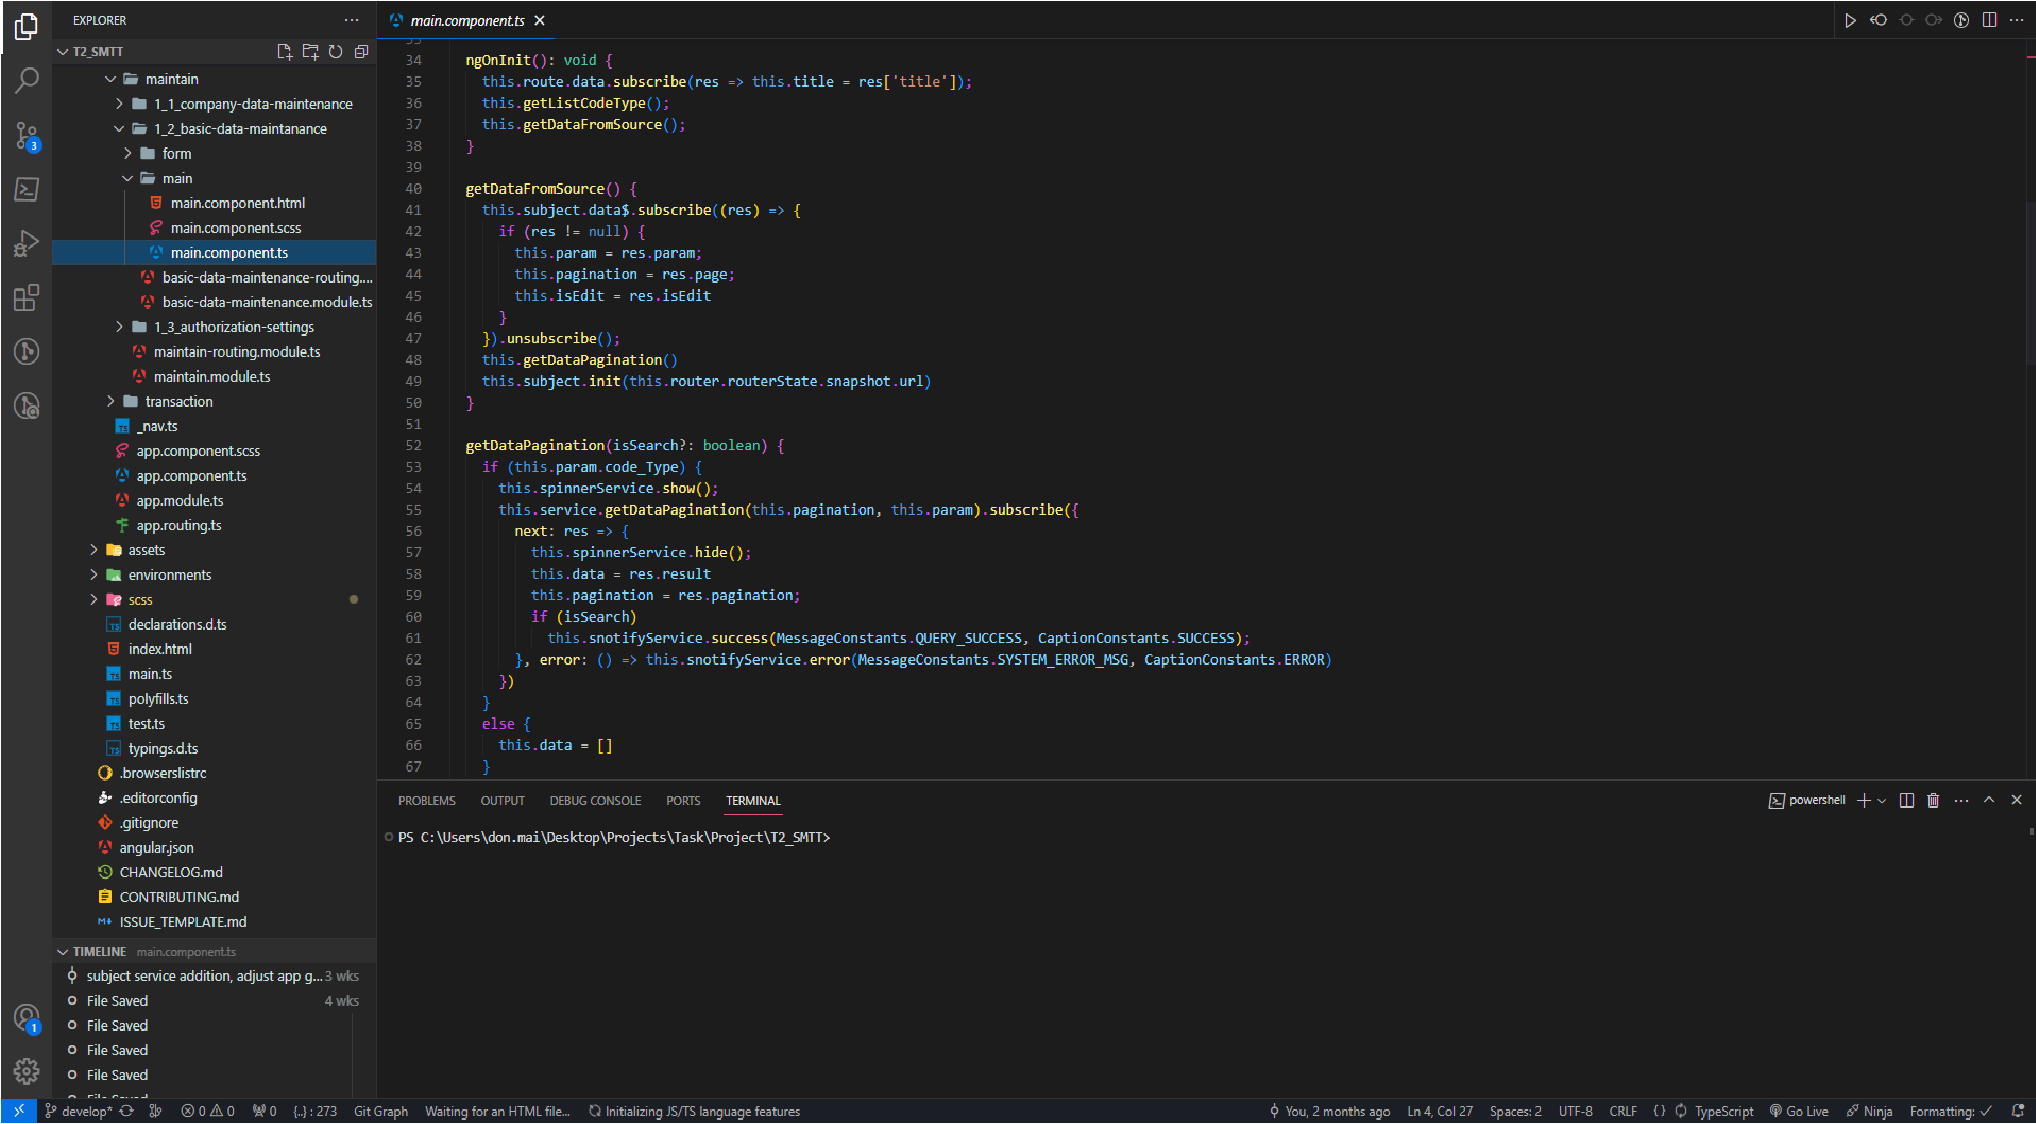 EXPLORER
T2_SMTT
maintain
1_1_company-data-maintenance
1_2_basic-data-maintanance
form
main
main.component.html
main.component.scss
main.component.ts
basic-data-maintenance-routing....
basic-data-maintenance.module.ts
1_3_authorization-settings
maintain-routing.module.ts
maintain.module.ts
transaction
_nav.ts
app.component.scss
app.component.ts
app.module.ts
app.routing.ts
assets
environments
scss
declarations.d.ts
index.html
main.ts
polyfills.ts
test.ts
typings.d.ts
.browserslistrc
.editorconfig
.gitignore
angular.json
CHANGELOG.md
CONTRIBUTING.md
ISSUE_TEMPLATE.md
TIMELINE main.component.ts
subject service addition, adjust app g... 3 wks
File Saved 4 wks
File Saved
File Saved
File Saved
3
1
main.component.ts
34 ngOnInit(): void {
35 this.route.data.subscribe(res => this.title = res['title']);
36 this.getListCodeType();
37 this.getDataFromSource();
38 }
39
40 getDataFromSource() {
41 this.subject.data$.subscribe((res) => {
42 if (res != null) {
43 this.param = res.param;
44 this.pagination = res.page;
45 this.isEdit = res.isEdit
46 }
47 }).unsubscribe();
48 this.getDataPagination()
49 this.subject.init(this.router.routerState.snapshot.url)
50 }
51
52 getDataPagination(isSearch?: boolean) {
53 if (this.param.code_Type) {
54 this.spinnerService.show();
55 this.service.getDataPagination(this.pagination, this.param).subscribe({
56 next: res => {
57 this.spinnerService.hide();
58 this.data = res.result
59 this.pagination = res.pagination;
60 if (isSearch)
61 this.snotifyService.success(MessageConstants.QUERY_SUCCESS, CaptionConstants.SUCCESS);
62 }, error: () => this.snotifyService.error(MessageConstants.SYSTEM_ERROR_MSG, CaptionConstants.ERROR)
63 })
64 }
65 else {
66 this.data = []
67 }
PROBLEMS OUTPUT DEBUG CONSOLE PORTS TERMINAL
powershell
PS C:\Users\don.mai\Desktop\Projects\Task\Project\T2_SMTT>
develop* 0 0 0 {..} : 273 Git Graph Waiting for an HTML file... Initializing JS/TS language features
You, 2 months ago Ln 4, Col 27 Spaces: 2 UTF-8 CRLF {} TypeScript Go Live Ninja Formatting: ✓